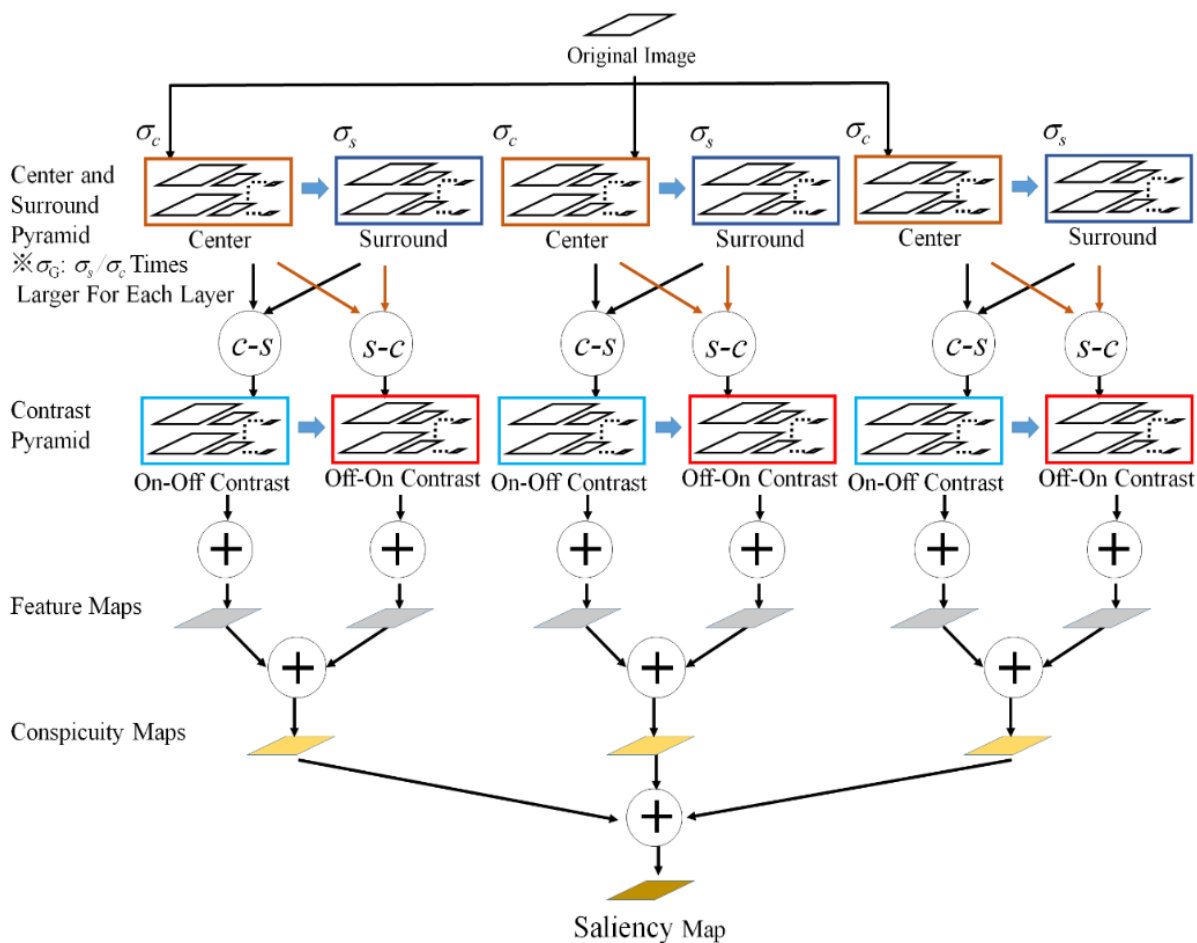 Original Image
σc σs σc σs σc σs
Center and
Surround
Pyramid
※σG: σs/σc Times
Larger For Each Layer
Center Surround Center Surround Center Surround
c-s s-c c-s s-c c-s s-c
Contrast
Pyramid
On-Off Contrast Off-On Contrast On-Off Contrast Off-On Contrast On-Off Contrast Off-On Contrast
+ + + + + +
Feature Maps
+ + +
Conspicuity Maps
+
Saliency Map